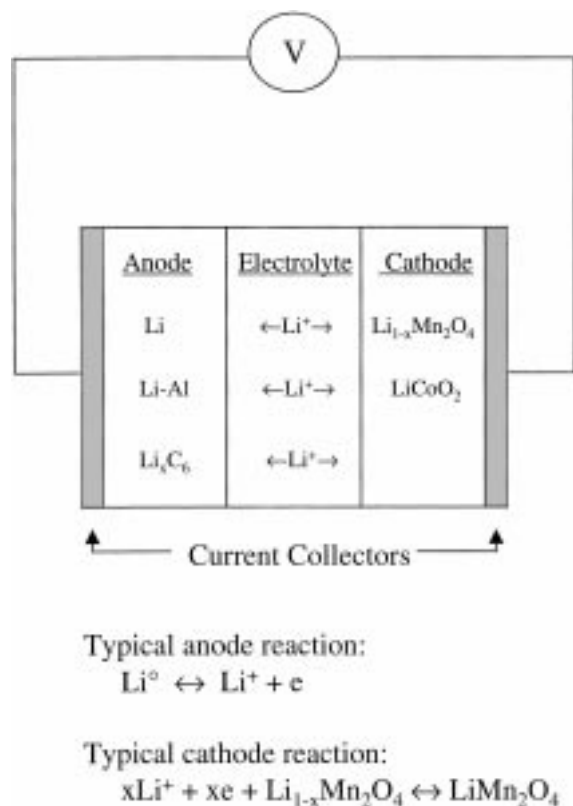 V
Anode Electrolyte Cathode
Li ←Li⁺→ Li₁₋ₓMn₂O₄
Li-Al ←Li⁺→ LiCoO₂
LiₓC₆ ←Li⁺→
Current Collectors
Typical anode reaction:
Li° ↔ Li⁺ + e
Typical cathode reaction:
xLi⁺ + xe + Li₁₋ₓMn₂O₄ ↔ LiMn₂O₄